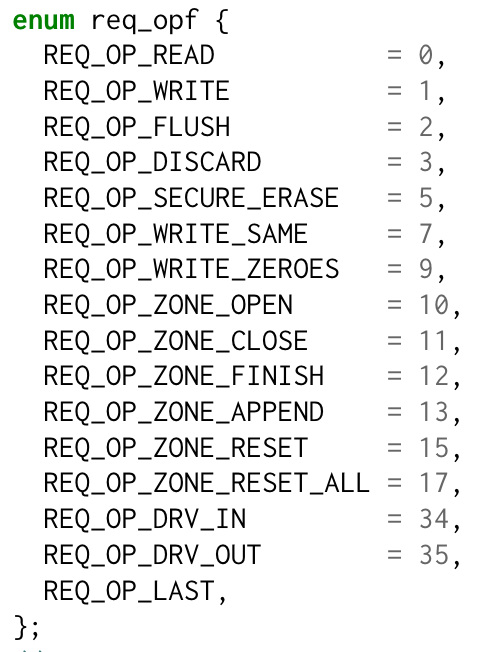 enum req_opf {
  REQ_OP_READ           = 0,
  REQ_OP_WRITE          = 1,
  REQ_OP_FLUSH          = 2,
  REQ_OP_DISCARD        = 3,
  REQ_OP_SECURE_ERASE   = 5,
  REQ_OP_WRITE_SAME     = 7,
  REQ_OP_WRITE_ZEROES   = 9,
  REQ_OP_ZONE_OPEN      = 10,
  REQ_OP_ZONE_CLOSE     = 11,
  REQ_OP_ZONE_FINISH    = 12,
  REQ_OP_ZONE_APPEND    = 13,
  REQ_OP_ZONE_RESET     = 15,
  REQ_OP_ZONE_RESET_ALL = 17,
  REQ_OP_DRV_IN         = 34,
  REQ_OP_DRV_OUT        = 35,
  REQ_OP_LAST,
};